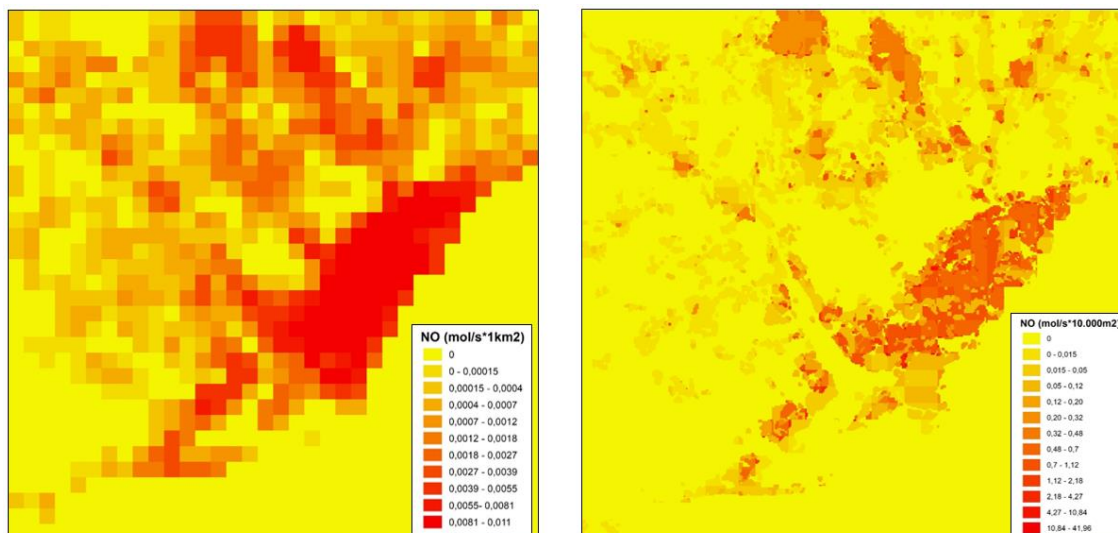 NO (mol/s*1km2)
0
0 - 0,00015
0,00015 - 0,0004
0,0004 - 0,0007
0,0007 - 0,0012
0,0012 - 0,0018
0,0018 - 0,0027
0,0027 - 0,0039
0,0039 - 0,0055
0,0055- 0,0081
0,0081 - 0,011
NO (mol/s*10.000m2)
0
0 - 0,015
0,015 - 0,05
0,05 - 0,12
0,12 - 0,20
0,20 - 0,32
0,32 - 0,48
0,48 - 0,7
0,7 - 1,12
1,12 - 2,18
2,18 - 4,27
4,27 - 10,84
10,84 - 41,96